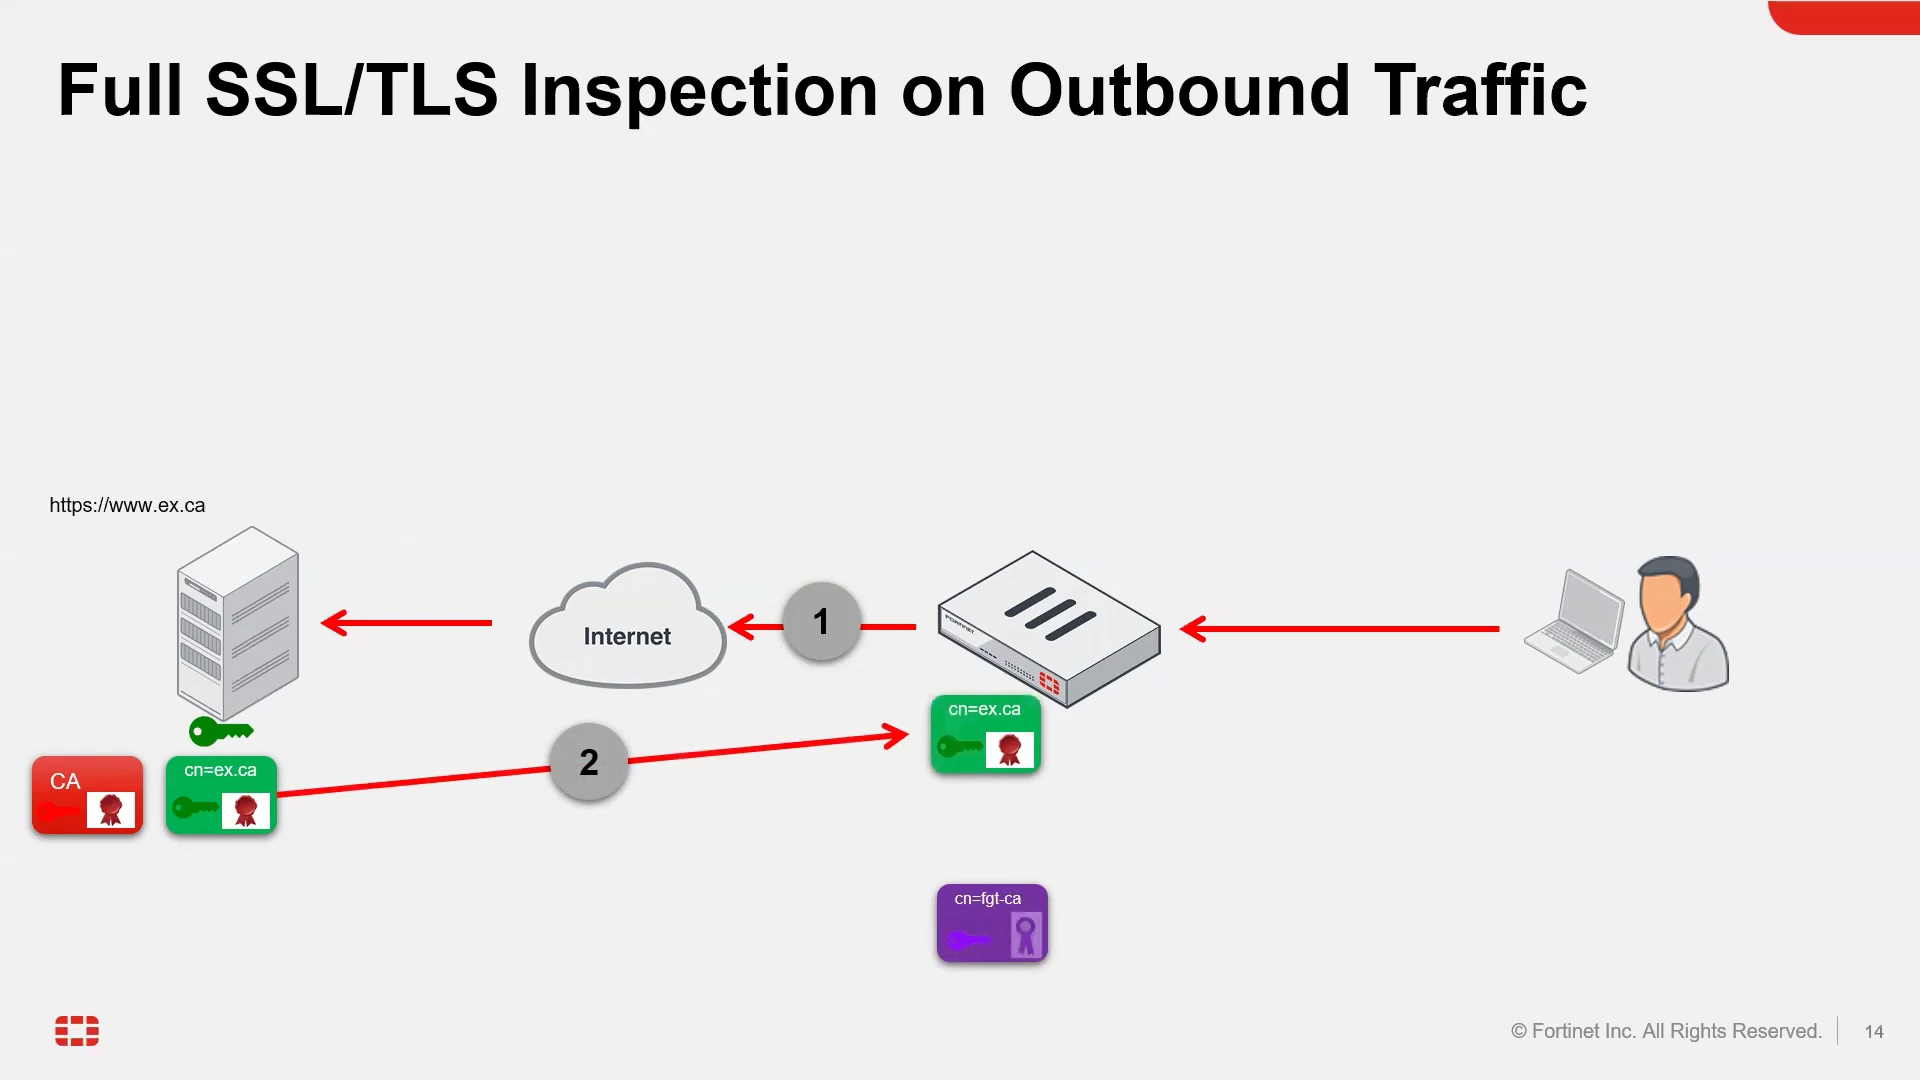 Full SSL/TLS Inspection on Outbound Traffic
https://www.ex.ca
Internet
1
FORTINET
cn=ex.ca
2
CA
cn=ex.ca
cn=fgt-ca
© Fortinet Inc. All Rights Reserved.
14